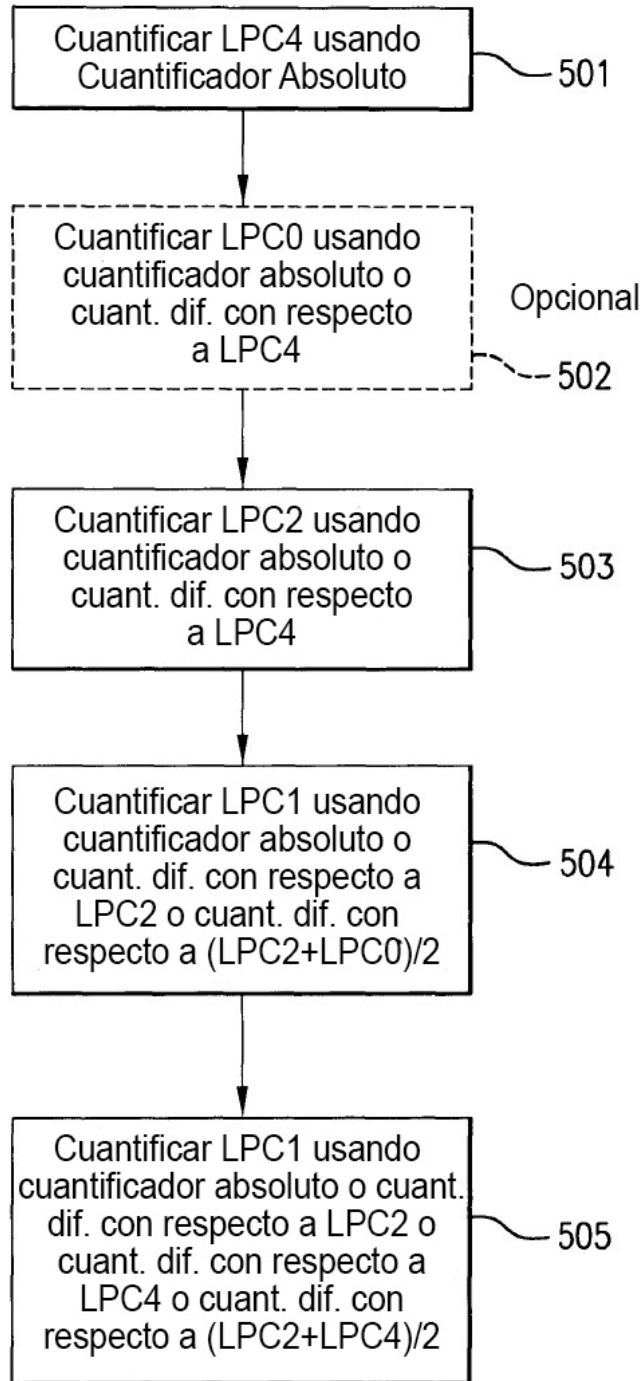 Cuantificar LPC4 usando
Cuantificador Absoluto
501
Cuantificar LPC0 usando
cuantificador absoluto o
cuant. dif. con respecto
a LPC4
Opcional
502
Cuantificar LPC2 usando
cuantificador absoluto o
cuant. dif. con respecto
a LPC4
503
Cuantificar LPC1 usando
cuantificador absoluto o
cuant. dif. con respecto a
LPC2 o cuant. dif. con
respecto a (LPC2+LPC0)/2
504
Cuantificar LPC1 usando
cuantificador absoluto o cuant.
dif. con respecto a LPC2 o
cuant. dif. con respecto a
LPC4 o cuant. dif. con
respecto a (LPC2+LPC4)/2
505